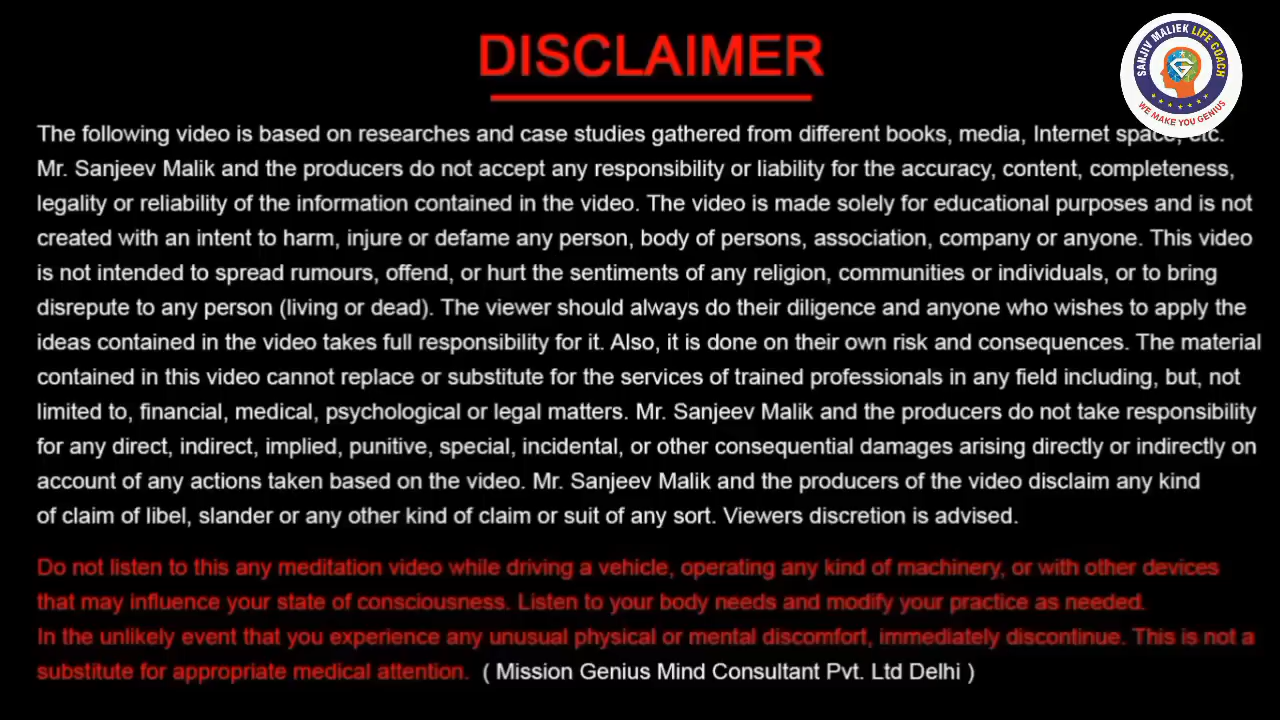 DISCLAIMER
SANJIV MALIEK LIFE COACH
WE MAKE YOU GENIUS
The following video is based on researches and case studies gathered from different books, media, Internet space, etc.
Mr. Sanjeev Malik and the producers do not accept any responsibility or liability for the accuracy, content, completeness,
legality or reliability of the information contained in the video. The video is made solely for educational purposes and is not
created with an intent to harm, injure or defame any person, body of persons, association, company or anyone. This video
is not intended to spread rumours, offend, or hurt the sentiments of any religion, communities or individuals, or to bring
disrepute to any person (living or dead). The viewer should always do their diligence and anyone who wishes to apply the
ideas contained in the video takes full responsibility for it. Also, it is done on their own risk and consequences. The material
contained in this video cannot replace or substitute for the services of trained professionals in any field including, but, not
limited to, financial, medical, psychological or legal matters. Mr. Sanjeev Malik and the producers do not take responsibility
for any direct, indirect, implied, punitive, special, incidental, or other consequential damages arising directly or indirectly on
account of any actions taken based on the video. Mr. Sanjeev Malik and the producers of the video disclaim any kind
of claim of libel, slander or any other kind of claim or suit of any sort. Viewers discretion is advised.
Do not listen to this any meditation video while driving a vehicle, operating any kind of machinery, or with other devices
that may influence your state of consciousness. Listen to your body needs and modify your practice as needed.
In the unlikely event that you experience any unusual physical or mental discomfort, immediately discontinue. This is not a
substitute for appropriate medical attention. ( Mission Genius Mind Consultant Pvt. Ltd Delhi )